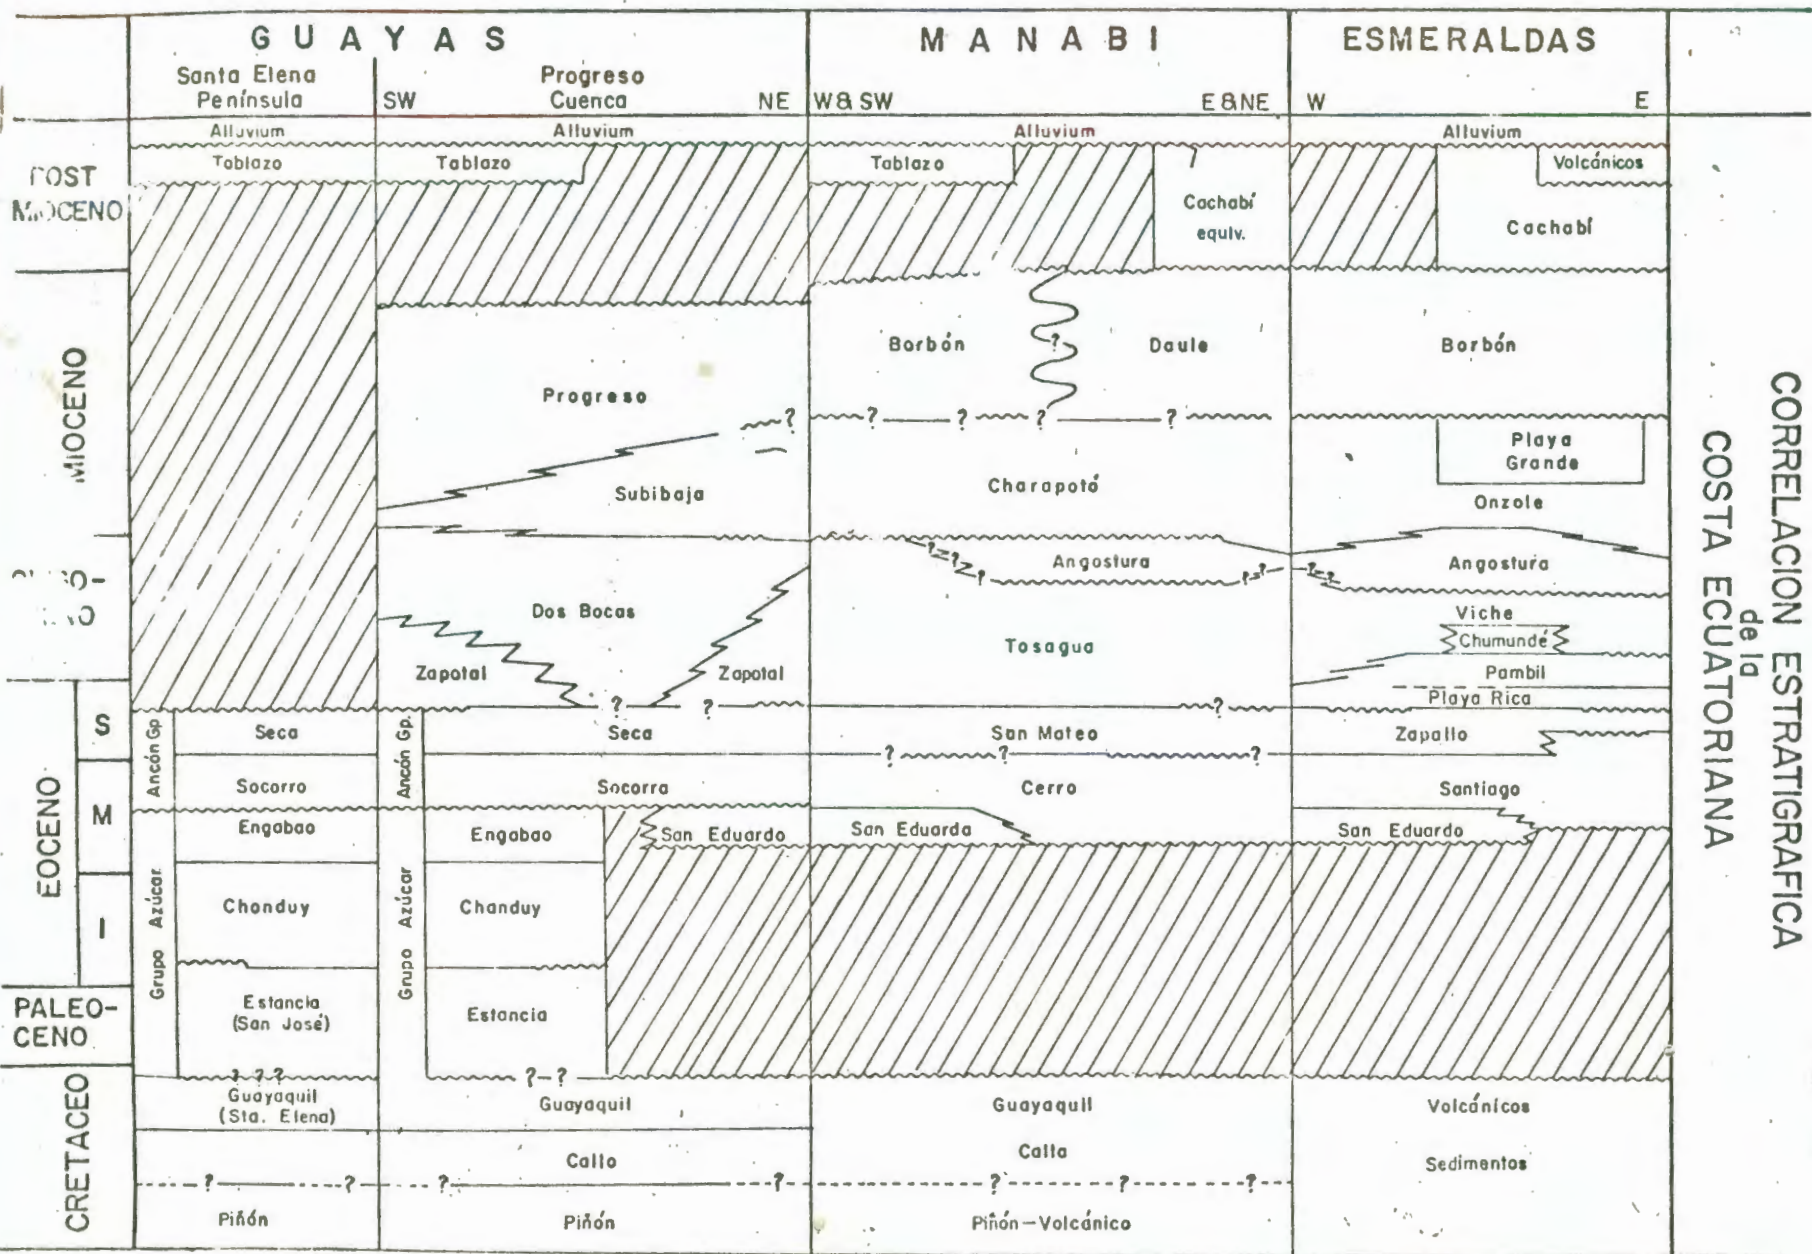 GUAYAS
MANABI
ESMERALDAS
Santa Elena
Península
Progreso
Cuenca
SW
NE
W & SW
E & NE
W
E
Alluvium
Alluvium
Alluvium
Alluvium
POST
MIOCENO
Tablazo
Tablazo
Tablazo
Cachabí
equiv.
Volcánicos
Cachabí
MIOCENO
Progreso
Subibaja
Borbón
?
Daule
Borbón
?
? ? ? ?
Charapotó
Playa
Grande
Onzole
Dos Bocas
Zapotal
Zapotal
? ?
? ? ?
Angostura
? ?
Tosagua
?
? ?
Angostura
Viche
Chumundé
Pambil
Playa Rica
EOCENO
S
M
I
Ancón Gp
Seca
Socorro
Ancón Gp.
Seca
Socorra
San Mateo
? ? ?
Cerro
Zapallo
Santiago
Grupo Azúcar
Engabao
Chonduy
Estancia
(San José)
Grupo Azúcar
Engabao
Chanduy
Estancia
San Eduardo
San Eduarda
San Eduardo
PALEO-
CENO
CRETACEO
? ? ?
Guayaquil
(Sta. Elena)
? ?
Piñón
? - ?
Guayaquil
Callo
? ?
Piñón
Guayaquil
Calta
? ? ?
Piñón-Volcánico
Volcánicos
Sedimentos
CORRELACION ESTRATIGRAFICA
de la
COSTA ECUATORIANA